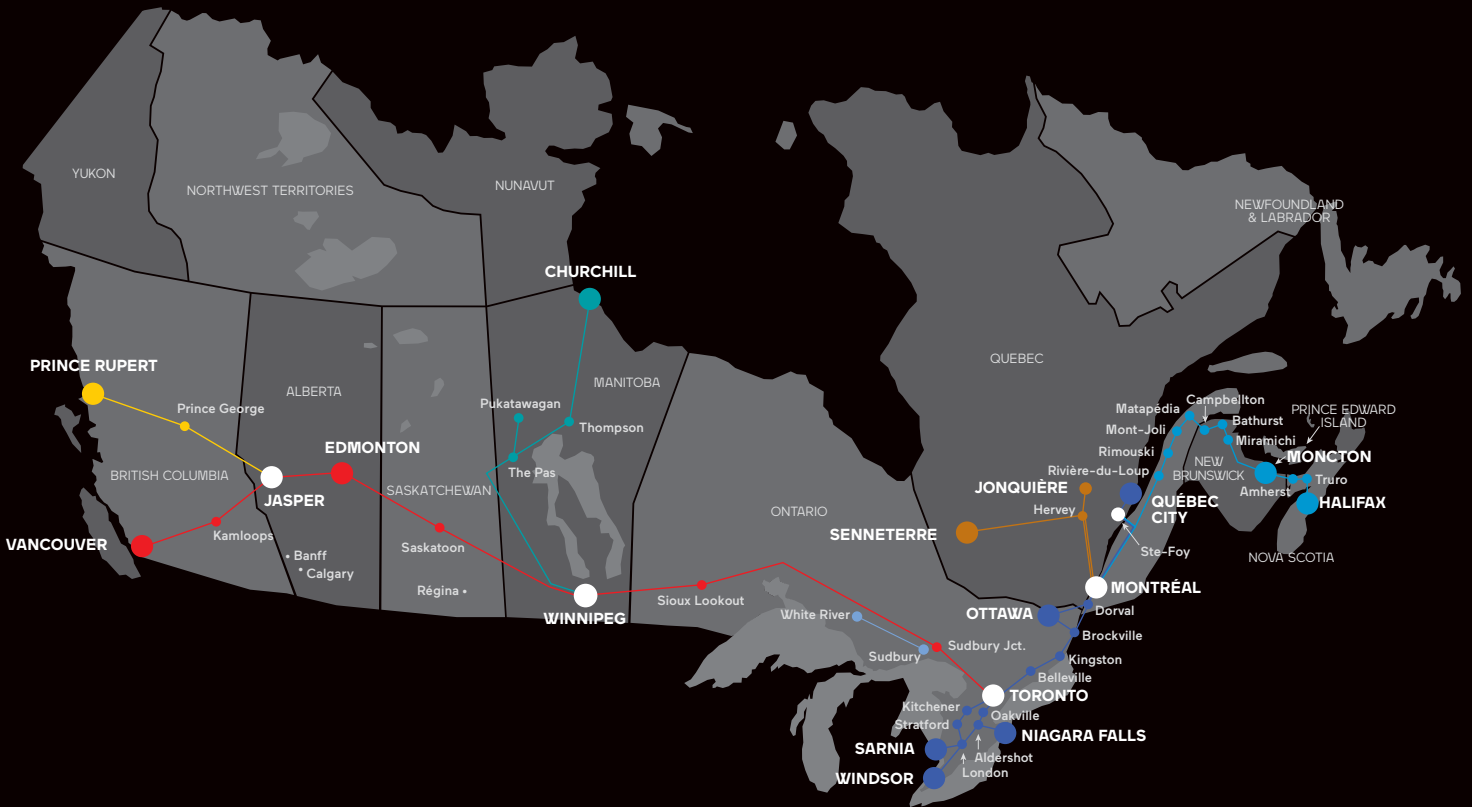 YUKON
NORTHWEST TERRITORIES
NUNAVUT
NEWFOUNDLAND
& LABRADOR
CHURCHILL
PRINCE RUPERT
Prince George
ALBERTA
MANITOBA
QUEBEC
Pukatawagan
Thompson
EDMONTON
BRITISH COLUMBIA
JASPER
SASKATCHEWAN
The Pas
VANCOUVER
Kamloops
Banff
Calgary
Saskatoon
Régina
WINNIPEG
Sioux Lookout
ONTARIO
White River
Sudbury
Sudbury Jct.
Matapédia
Campbellton
Bathurst
PRINCE EDWARD
ISLAND
Mont-Joli
Miramichi
Rimouski
MONCTON
Rivière-du-Loup
NEW
BRUNSWICK
Amherst
Truro
JONQUIÈRE
Hervey
QUÉBEC
CITY
HALIFAX
SENNETERRE
Ste-Foy
NOVA SCOTIA
MONTRÉAL
OTTAWA
Dorval
Brockville
Kingston
Belleville
TORONTO
Kitchener
Oakville
Stratford
NIAGARA FALLS
SARNIA
Aldershot
London
WINDSOR